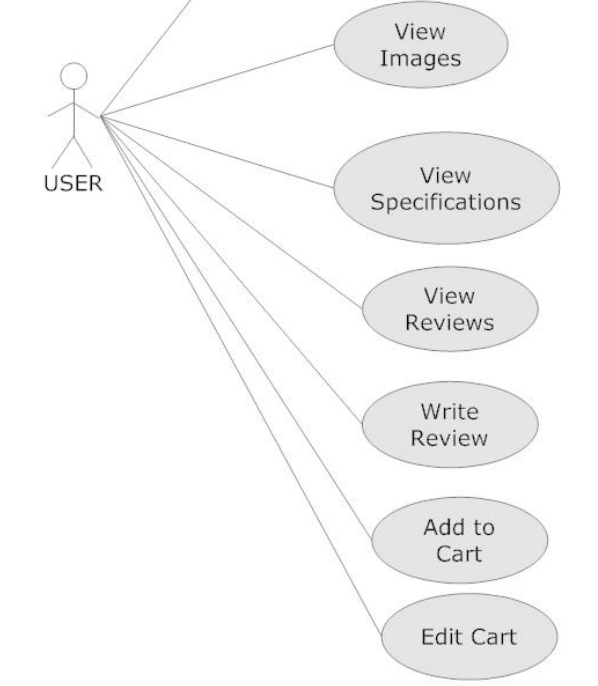 View
Images
USER
View
Specifications
View
Reviews
Write
Review
Add to
Cart
Edit Cart